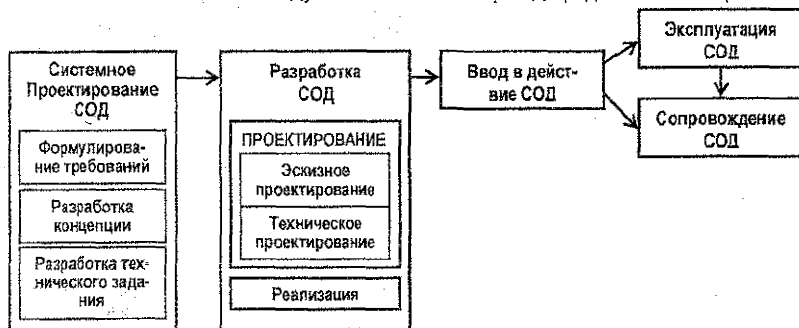 Системное
Проектирование
СОД
Формулирова-
ние требований
Разработка
концепции
Разработка тех-
нического зада-
ния
Разработка
СОД
ПРОЕКТИРОВАНИЕ
Эскизное
проектирование
Техническое
проектирование
Реализация
Ввод в дейст-
вие СОД
Эксплуатация
СОД
Сопровождение
СОД